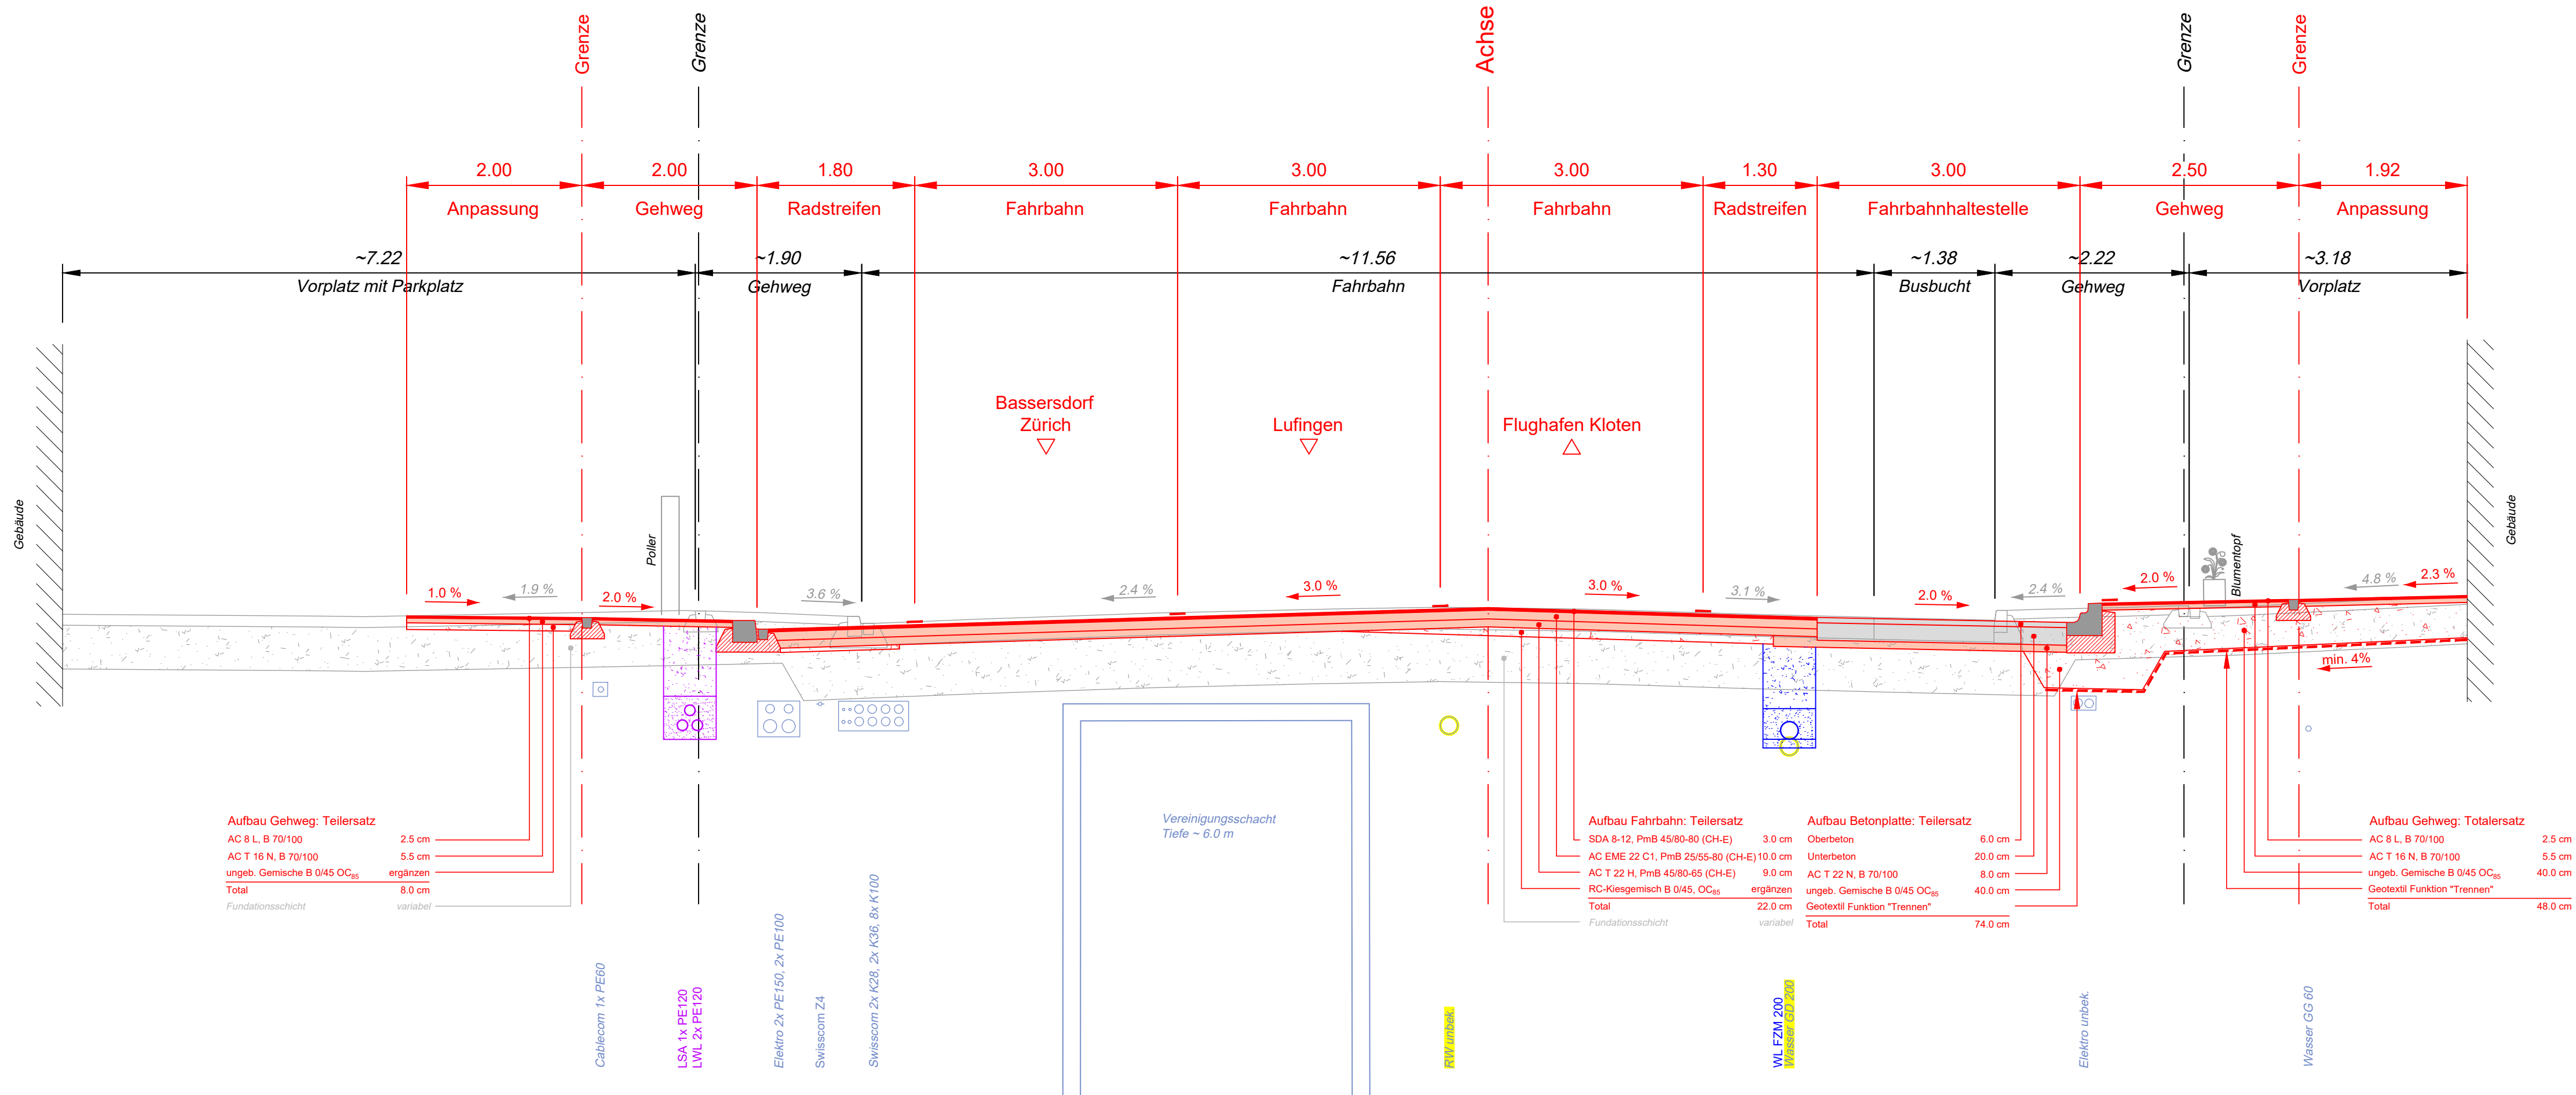 Grenze
Grenze
Achse
Grenze
Grenze
2.00
2.00
1.80
3.00
3.00
3.00
1.30
3.00
2.50
1.92
Anpassung
Gehweg
Radstreifen
Fahrbahn
Fahrbahn
Fahrbahn
Radstreifen
Fahrbahnhaltestelle
Gehweg
Anpassung
~7.22
~1.90
~11.56
~1.38
~2.22
~3.18
Vorplatz mit Parkplatz
Gehweg
Fahrbahn
Busbucht
Gehweg
Vorplatz
Bassersdorf
Zürich
Lufingen
Flughafen Kloten
Gebäude
Poller
Blumentopf
Gebäude
1.0 %
1.9 %
2.0 %
3.6 %
2.4 %
3.0 %
3.0 %
3.1 %
2.0 %
2.4 %
2.0 %
4.8 %
2.3 %
min. 4%
Vereinigungsschacht
Tiefe ~ 6.0 m
Aufbau Gehweg: Teilersatz
AC 8 L, B 70/100 2.5 cm
AC T 16 N, B 70/100 5.5 cm
ungeb. Gemische B 0/45 OC85 ergänzen
Total 8.0 cm
Fundationsschicht variabel
Aufbau Fahrbahn: Teilersatz
SDA 8-12, PmB 45/80-80 (CH-E) 3.0 cm
AC EME 22 C1, PmB 25/55-80 (CH-E) 10.0 cm
AC T 22 H, PmB 45/80-65 (CH-E) 9.0 cm
RC-Kiesgemisch B 0/45, OC85 ergänzen
Total 22.0 cm
Fundationsschicht variabel
Aufbau Betonplatte: Teilersatz
Oberbeton 6.0 cm
Unterbeton 20.0 cm
AC T 22 N, B 70/100 8.0 cm
ungeb. Gemische B 0/45 OC85 40.0 cm
Geotextil Funktion "Trennen"
Total 74.0 cm
Aufbau Gehweg: Totalersatz
AC 8 L, B 70/100 2.5 cm
AC T 16 N, B 70/100 5.5 cm
ungeb. Gemische B 0/45 OC85 40.0 cm
Geotextil Funktion "Trennen"
Total 48.0 cm
Cablecom 1x PE60
LSA 1x PE120
LWL 2x PE120
Elektro 2x PE150, 2x PE100
Swisscom Z4
Swisscom 2x K28, 2x K36, 8x K100
RW unbek.
WL FZM 200
Wasser GD 200
Elektro unbek.
Wasser GG 60